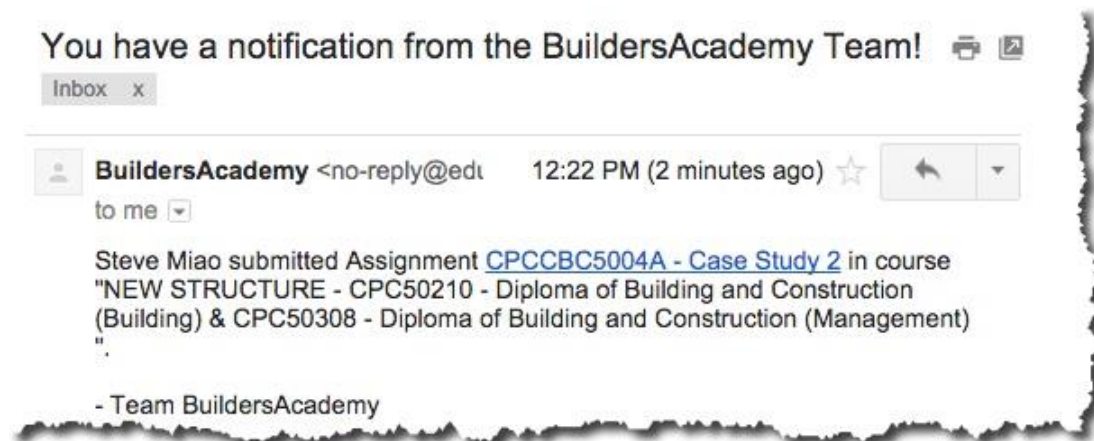 You have a notification from the BuildersAcademy Team!
Inbox x
BuildersAcademy <no-reply@edu 12:22 PM (2 minutes ago)
to me
Steve Miao submitted Assignment CPCCBC5004A - Case Study 2 in course
"NEW STRUCTURE - CPC50210 - Diploma of Building and Construction
(Building) & CPC50308 - Diploma of Building and Construction (Management)
".
- Team BuildersAcademy